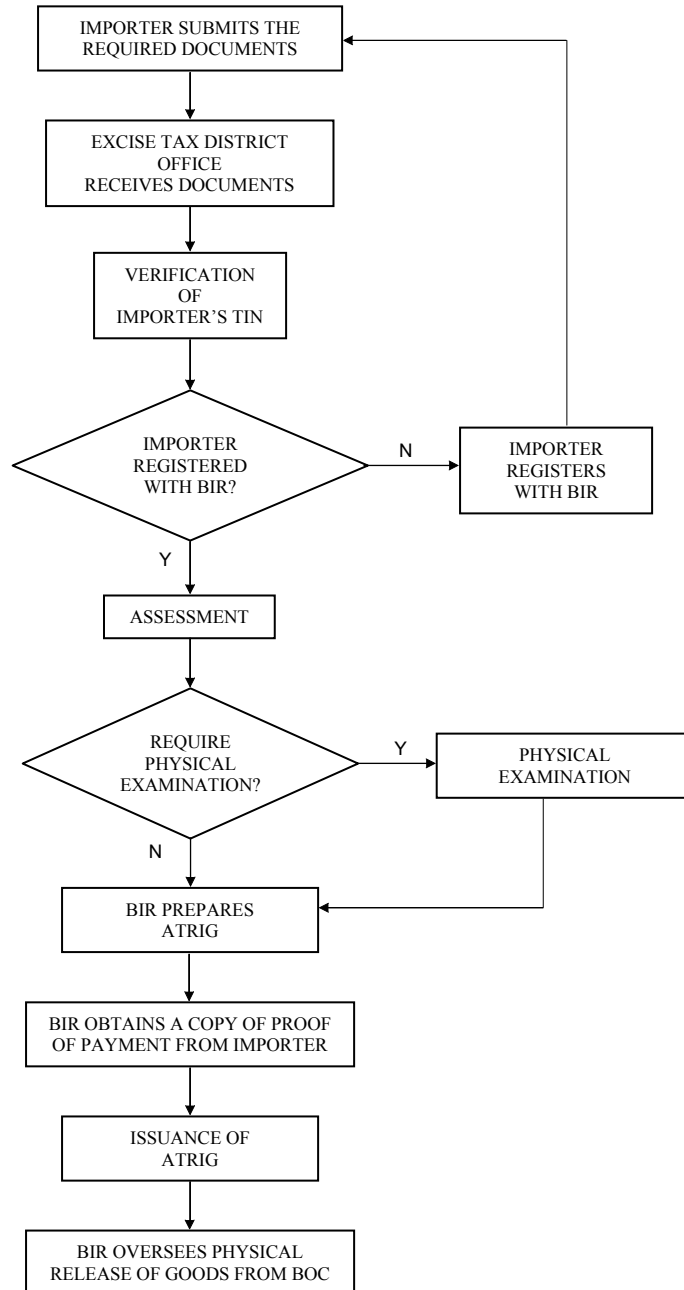 IMPORTER SUBMITS THE
REQUIRED DOCUMENTS
EXCISE TAX DISTRICT
OFFICE
RECEIVES DOCUMENTS
VERIFICATION
OF
IMPORTER'S TIN
IMPORTER
REGISTERED
WITH BIR?
N
IMPORTER
REGISTERS
WITH BIR
Y
ASSESSMENT
REQUIRE
PHYSICAL
EXAMINATION?
Y
PHYSICAL
EXAMINATION
N
BIR PREPARES
ATRIG
BIR OBTAINS A COPY OF PROOF
OF PAYMENT FROM IMPORTER
ISSUANCE OF
ATRIG
BIR OVERSEES PHYSICAL
RELEASE OF GOODS FROM BOC